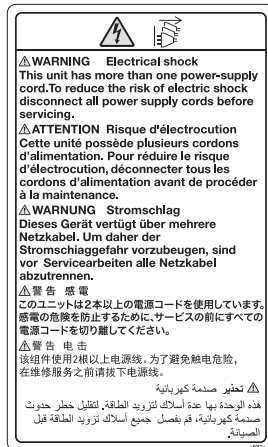 ⚠WARNING Electrical shock
This unit has more than one power-supply
cord.To reduce the risk of electric shock
disconnect all power supply cords before
servicing.
⚠ATTENTION Risque d'électrocution
Cette unité possède plusieurs cordons
d'alimentation. Pour réduire le risque
d'électrocution, déconnecter tous les
cordons d'alimentation avant de procéder
à la maintenance.
⚠WARNUNG Stromschlag
Dieses Gerät vertügt über mehrere
Netzkabel. Um daher der
Stromschiaggefahr vorzubeugen, sind
vor Servicearbeiten alle Netzkabel
abzutrennen.
⚠警告 感電
このユニットは2本以上の電源コードを使用しています。
感電の危険を防止するために、サービスの前にすべての
電源コードを切り離してください。
⚠警告 电击
该组件使用2根以上电源线。为了避免触电危险，
在维修服务之前请拔下电源线。
⚠ تحذير صدمة كهربائية
هذه الوحدة بها عدة أسلاك لتزويد الطاقة. لتقليل خطر حدوث
صدمة كهربائية، قم بفصل جميع أسلاك تزويد الطاقة قبل
الصيانة.